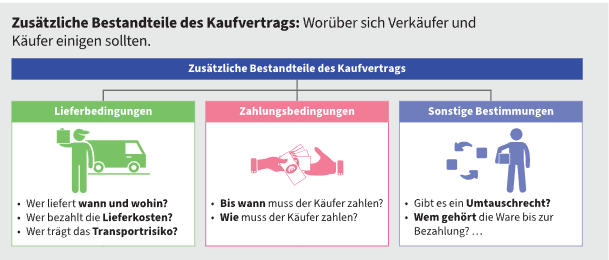 Zusätzliche Bestandteile des Kaufvertrags: Worüber sich Verkäufer und
Käufer einigen sollten.
Zusätzliche Bestandteile des Kaufvertrags
Lieferbedingungen
• Wer liefert wann und wohin?
• Wer bezahlt die Lieferkosten?
• Wer trägt das Transportrisiko?
Zahlungsbedingungen
• Bis wann muss der Käufer zahlen?
• Wie muss der Käufer zahlen?
Sonstige Bestimmungen
• Gibt es ein Umtauschrecht?
• Wem gehört die Ware bis zur
Bezahlung? …